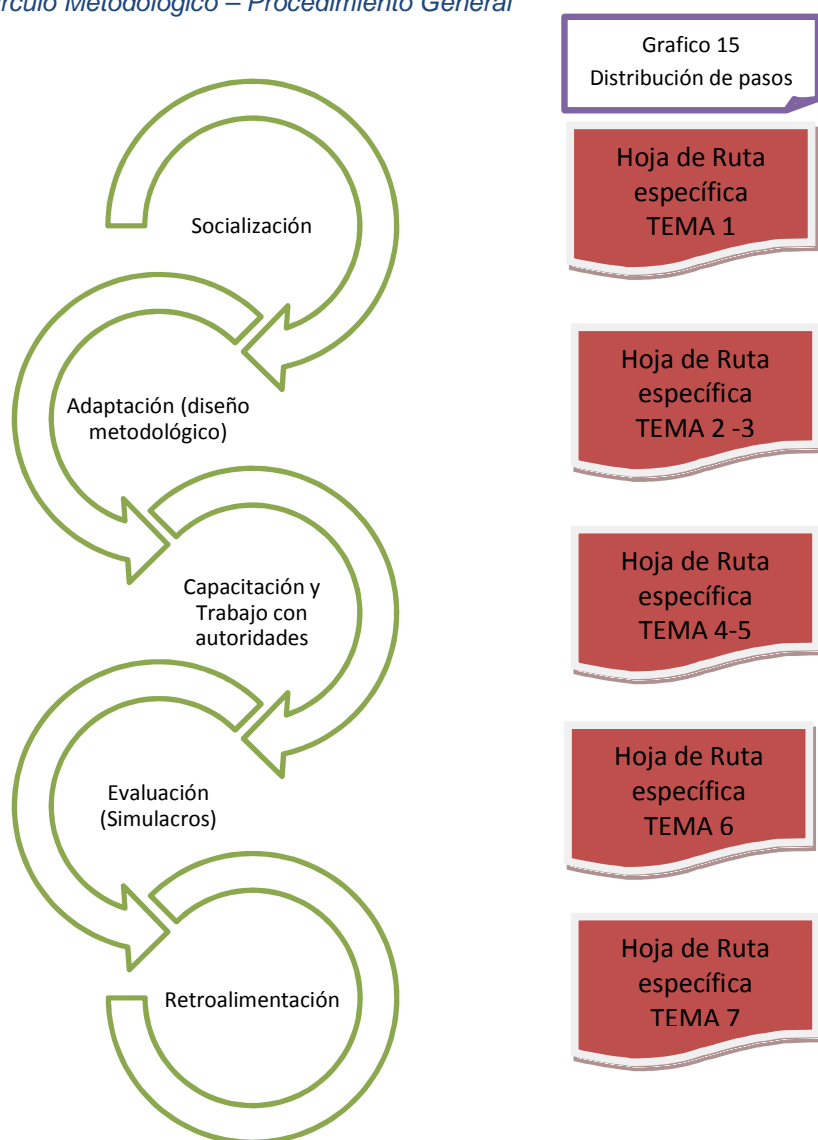 Metodológico – Procedimiento General
Grafico 15
Distribución de pasos
Socialización
Hoja de Ruta
específica
TEMA 1
Adaptación (diseño
metodológico)
Hoja de Ruta
específica
TEMA 2 -3
Capacitación y
Trabajo con
autoridades
Hoja de Ruta
específica
TEMA 4-5
Evaluación
(Simulacros)
Hoja de Ruta
específica
TEMA 6
Retroalimentación
Hoja de Ruta
específica
TEMA 7